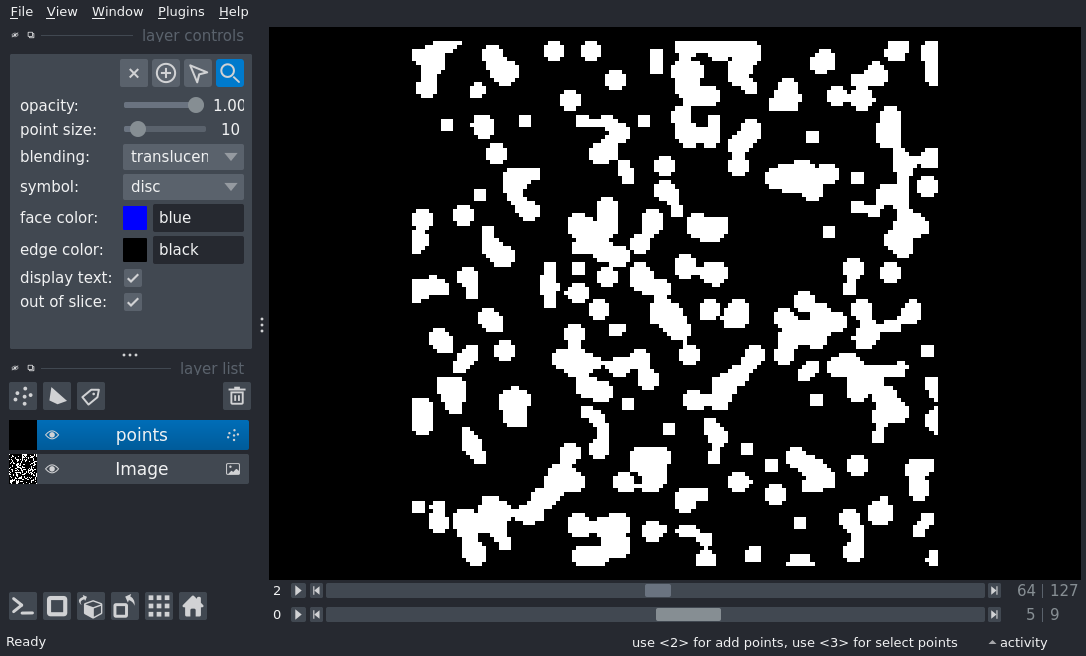 File View Window Plugins Help
layer controls
opacity: 1.00
point size: 10
blending: translucen
symbol: disc
face color: blue
edge color: black
display text:
out of slice:
layer list
points
Image
2 64 | 127
0 5 | 9
Ready use <2> for add points, use <3> for select points activity